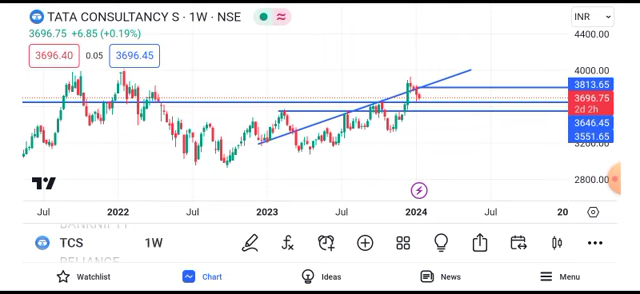 TATA CONSULTANCY S · 1W · NSE
INR
3696.75 +6.85 (+0.19%)
4400.00
3696.40 0.05 3696.45
4000.00
3813.65
3696.75
2d 2h
3646.45
3551.65
3200.00
2800.00
Jul 2022 Jul 2023 Jul 2024 Jul 20
BANKNIFTY
TCS 1W
RELIANCE
Watchlist Chart Ideas News Menu